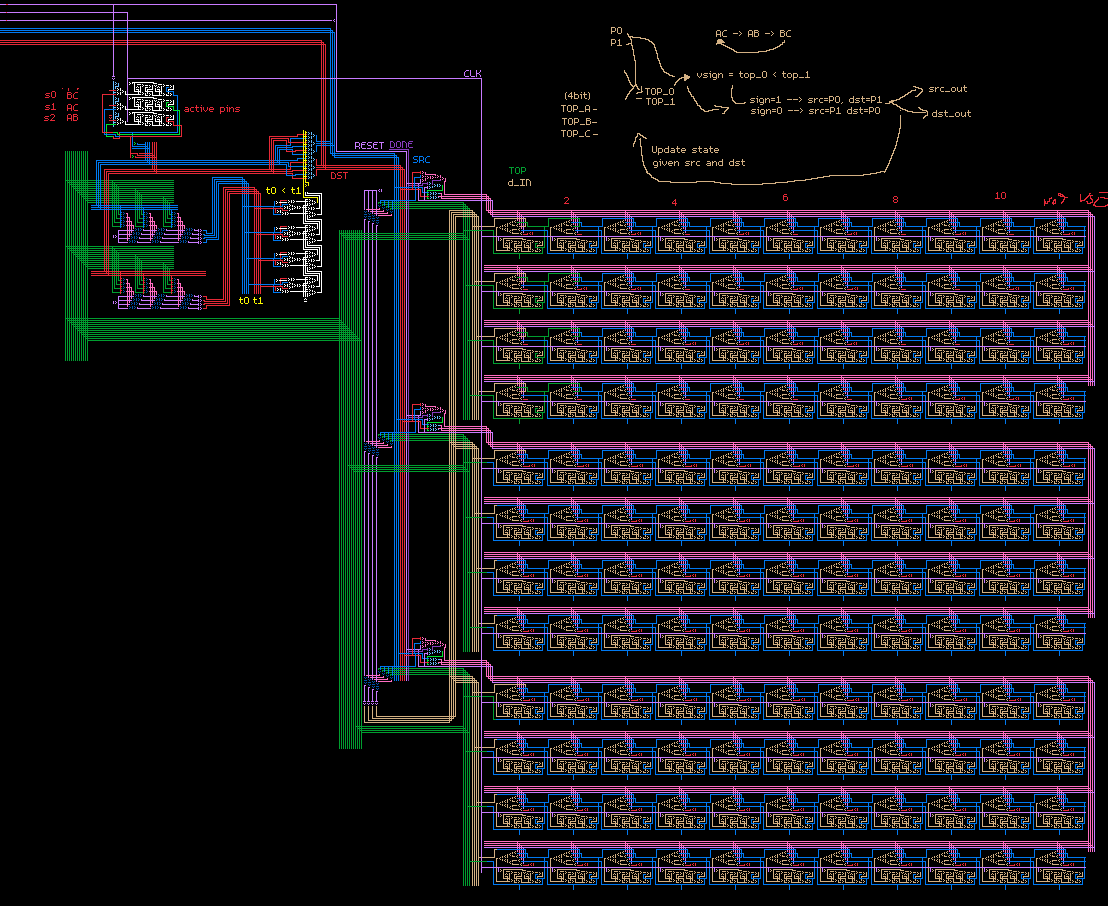 P0
P1
AC -> AB -> BC
TOP_0
TOP_1
vsign = top_0 < top_1
sign=1 --> src=P0, dst=P1
sign=0 --> src=P1 dst=P0
src_out
dst_out
(4bit)
TOP_A-
TOP_B-
TOP_C-
Update state
given src and dst
CLK
s0 BC
s1 AC
s2 AB
active pins
RESET DONE
SRC
DST
t0 < t1
t0 t1
TOP
d_IN
2
4
6
8
10